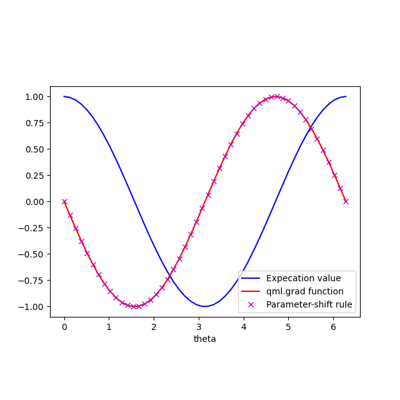 1.00
0.75
0.50
0.25
0.00
−0.25
−0.50
−0.75
−1.00
Expecation value
qml.grad function
Parameter-shift rule
0 1 2 3 4 5 6
theta